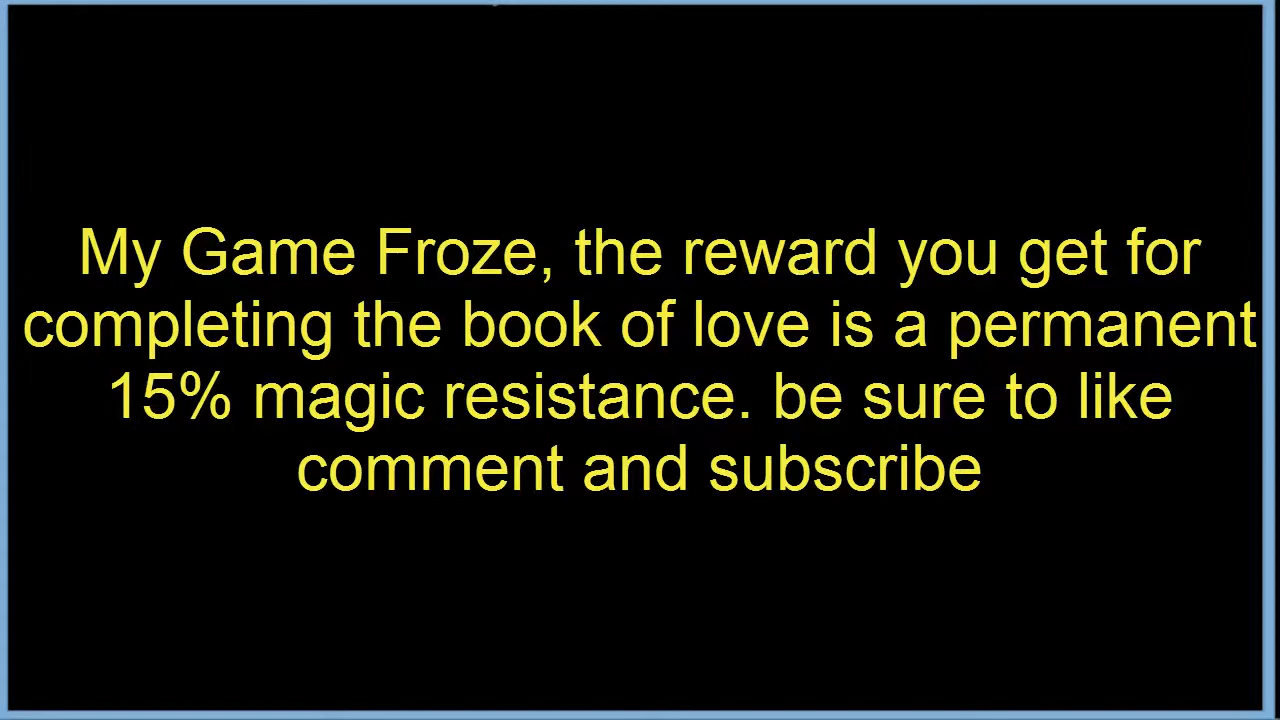 My Game Froze, the reward you get for
completing the book of love is a permanent
15% magic resistance. be sure to like
comment and subscribe